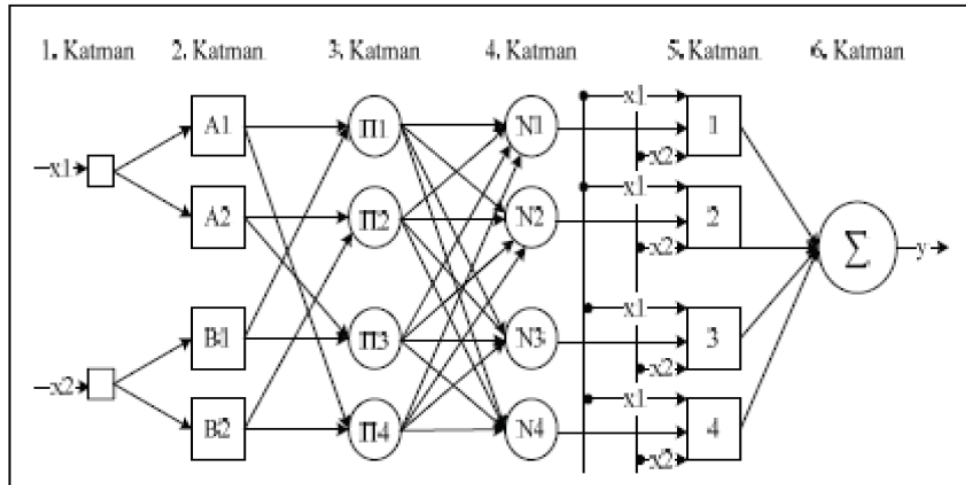 1. Katman 2. Katman 3. Katman 4. Katman 5. Katman 6. Katman
x1
A1 Π1 N1 1
x1 x2
x1
A2 Π2 N2 2
x2
Σ y
x1
B1 Π3 N3 3
x2 x2
x1
B2 Π4 N4 4
x2